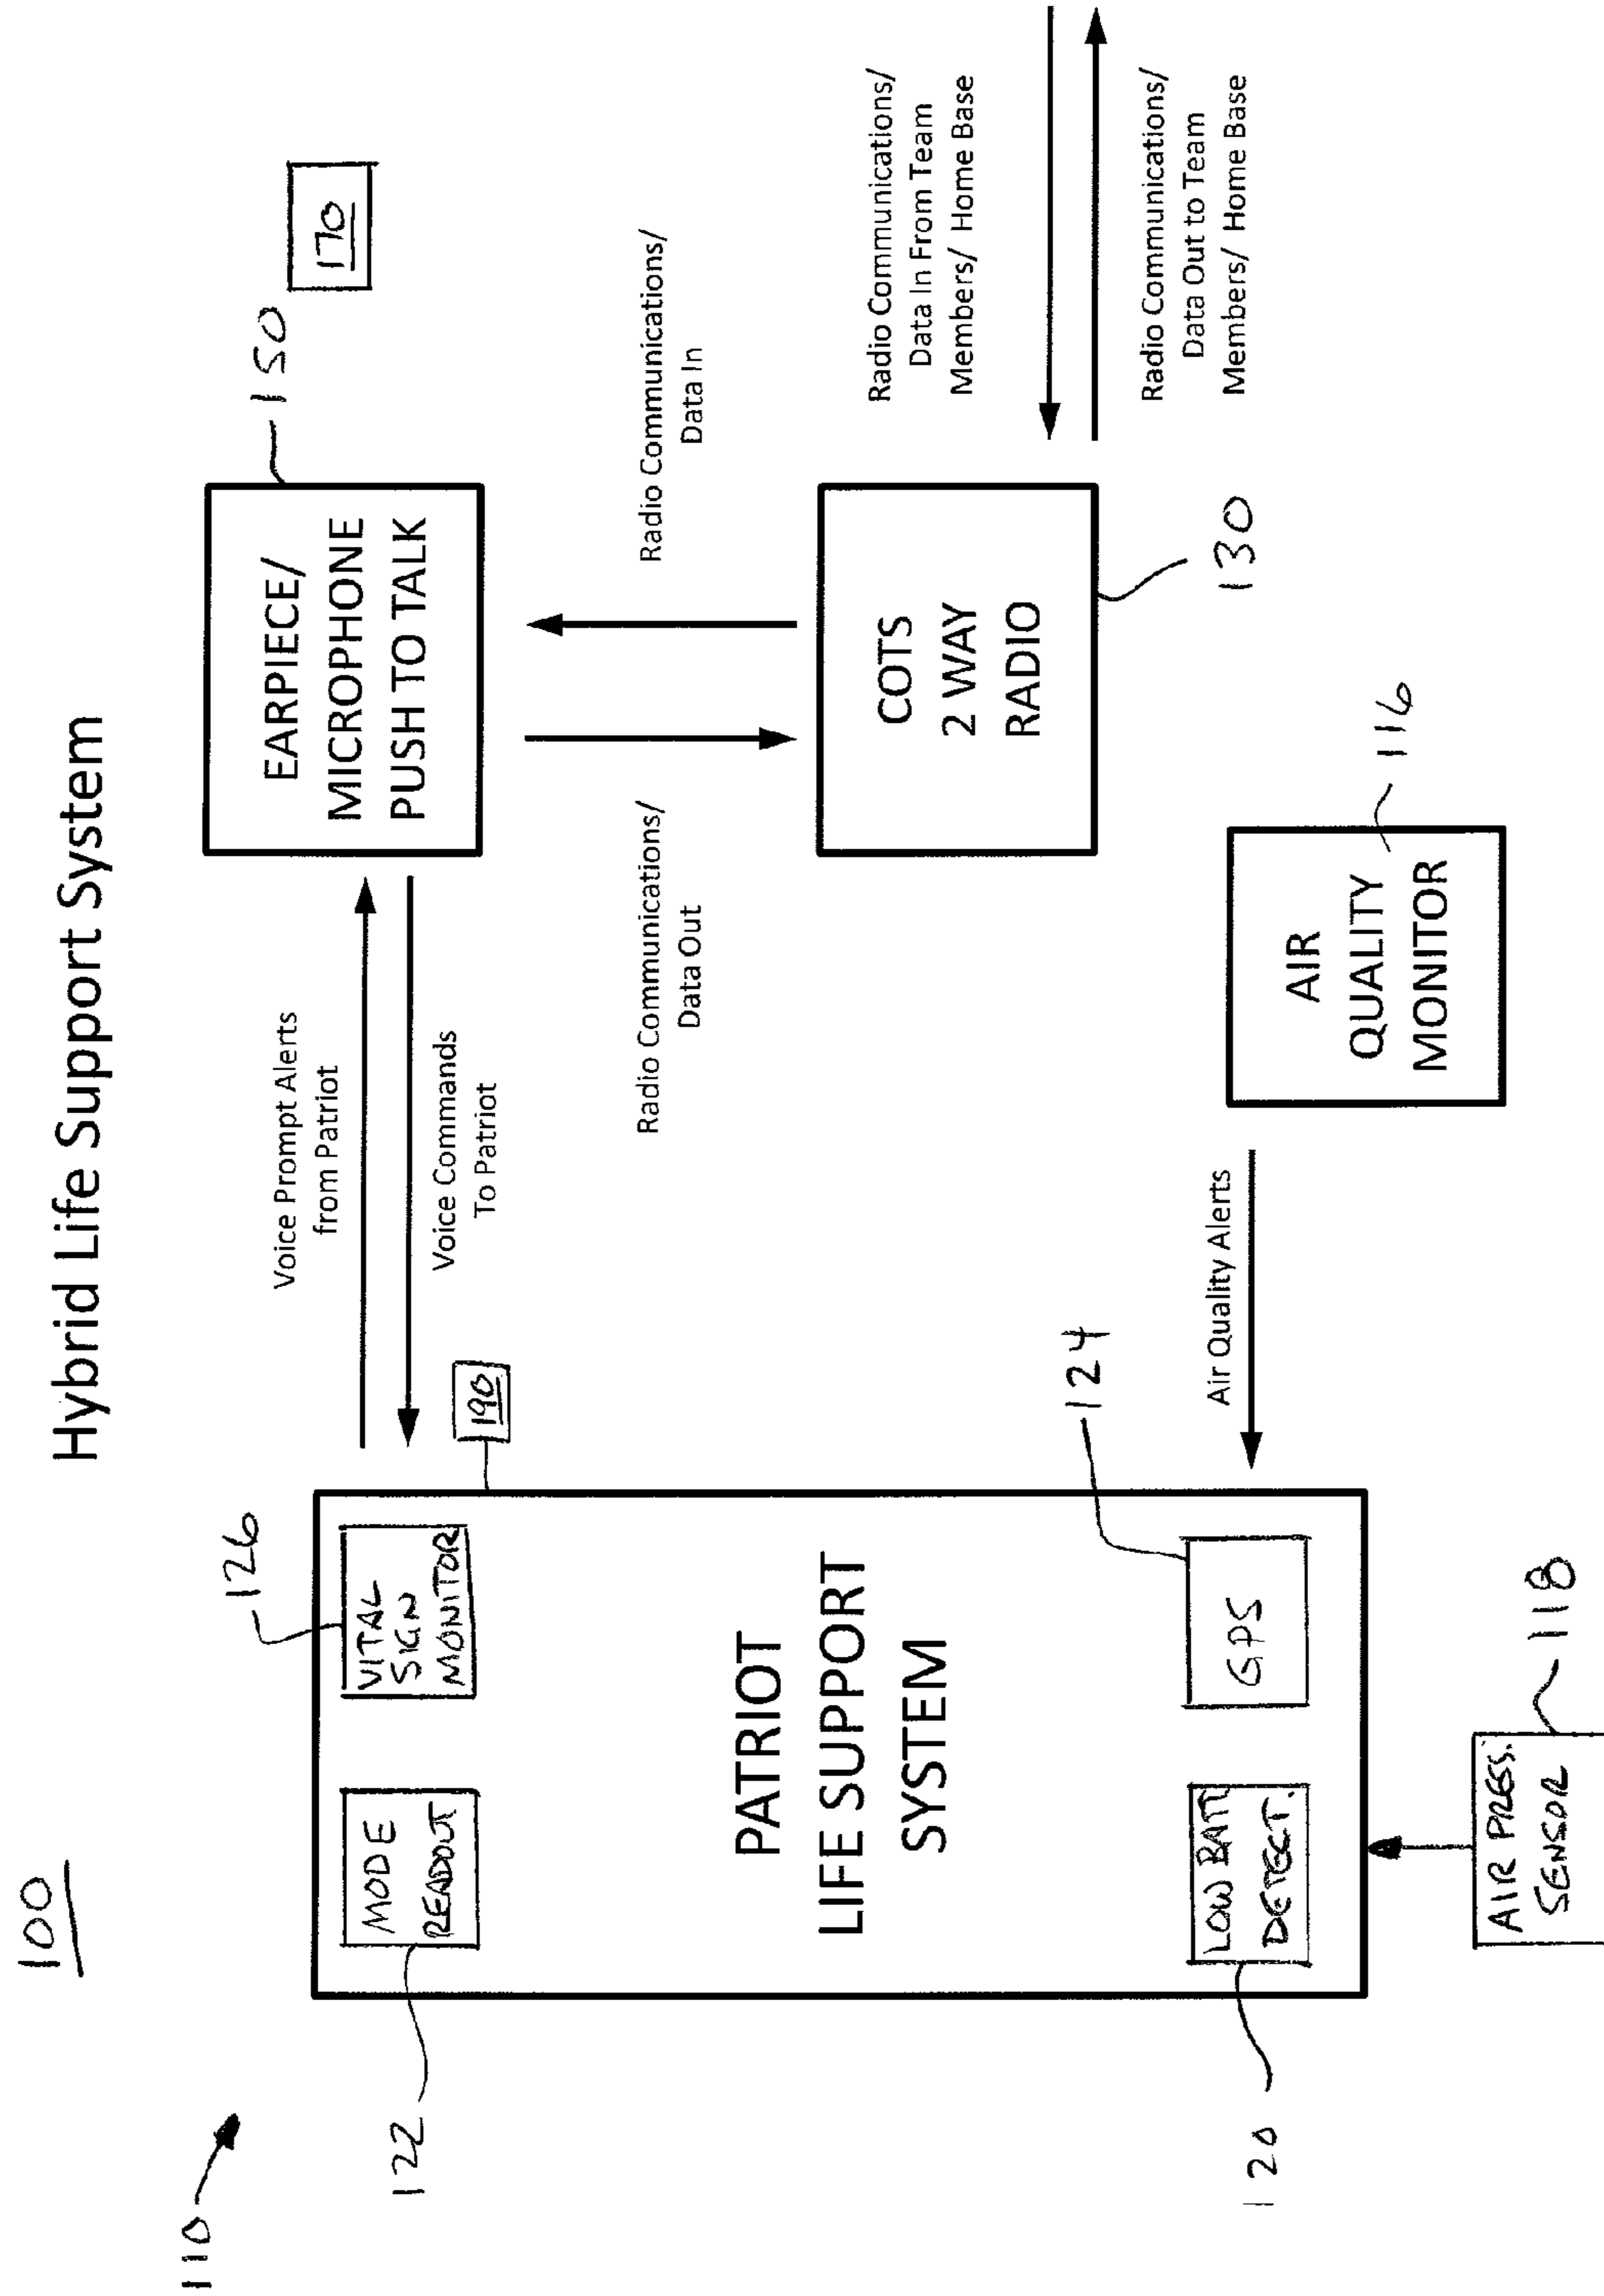 100
Hybrid Life Support System
110
122
MODE
READOUT
126
VITAL
SIGN
MONITOR
190
PATRIOT
LIFE SUPPORT
SYSTEM
120
LOW BATT
DETECT.
124
GPS
AIR PRESS.
SENSOR
118
Voice Prompt Alerts
from Patriot
Voice Commands
To Patriot
EARPIECE/
MICROPHONE
PUSH TO TALK
150
170
Radio Communications/
Data Out
Radio Communications/
Data In
COTS
2 WAY
RADIO
130
Radio Communications/
Data In From Team
Members/ Home Base
Radio Communications/
Data Out to Team
Members/ Home Base
Air Quality Alerts
AIR
QUALITY
MONITOR
116